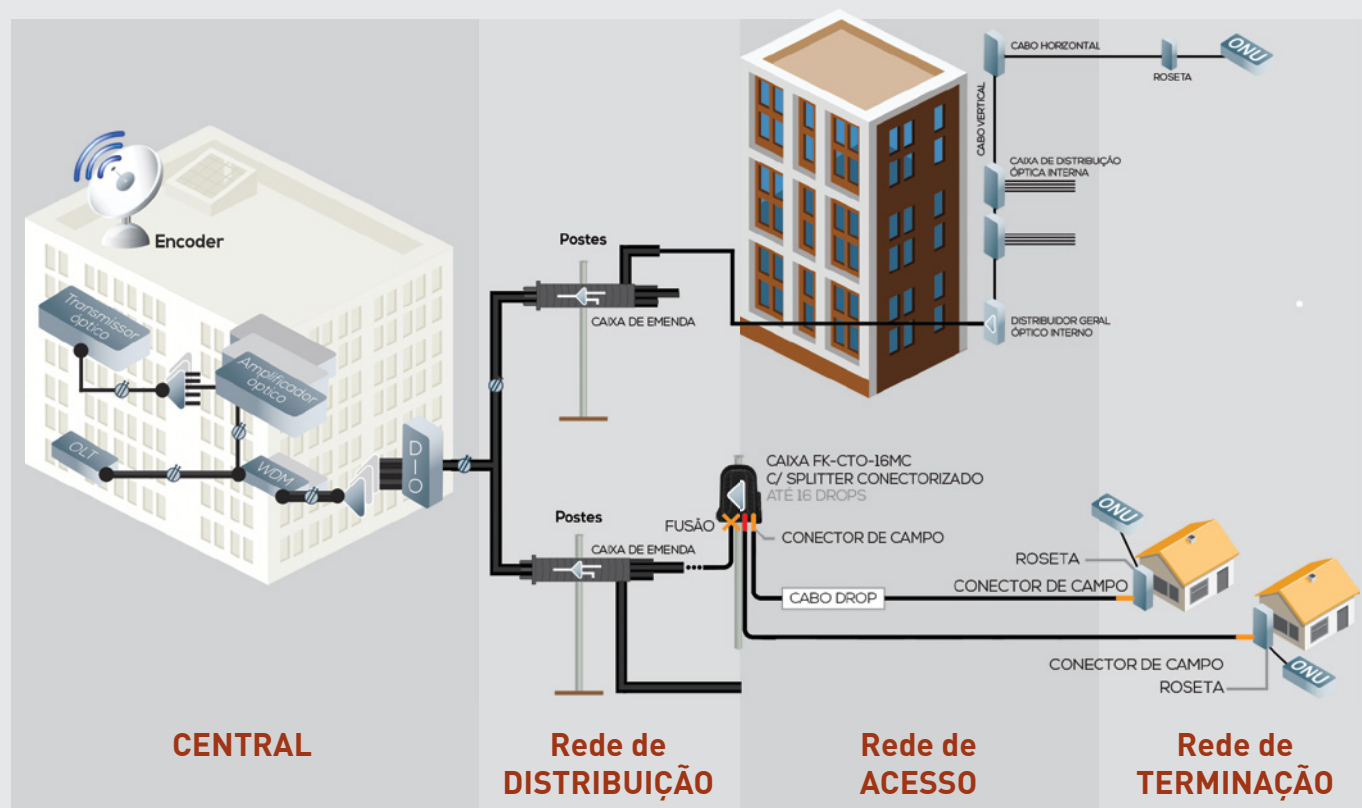 Encoder
Transmissor
óptico
Amplificador
óptico
OLT
WDM
DIO
Postes
CAIXA DE EMENDA
Postes
CAIXA DE EMENDA
CABO HORIZONTAL
ROSETA
ONU
CABO VERTICAL
CAIXA DE DISTRIBUÇÃO
ÓPTICA INTERNA
DISTRIBUIDOR GERAL
ÓPTICO INTERNO
CAIXA FK-CTO-16MC
C/ SPLITTER CONECTORIZADO
ATÉ 16 DROPS
FUSÃO
CONECTOR DE CAMPO
CABO DROP
ONU
ROSETA
CONECTOR DE CAMPO
CONECTOR DE CAMPO
ROSETA
ONU
CENTRAL
Rede de
DISTRIBUIÇÃO
Rede de
ACESSO
Rede de
TERMINAÇÃO